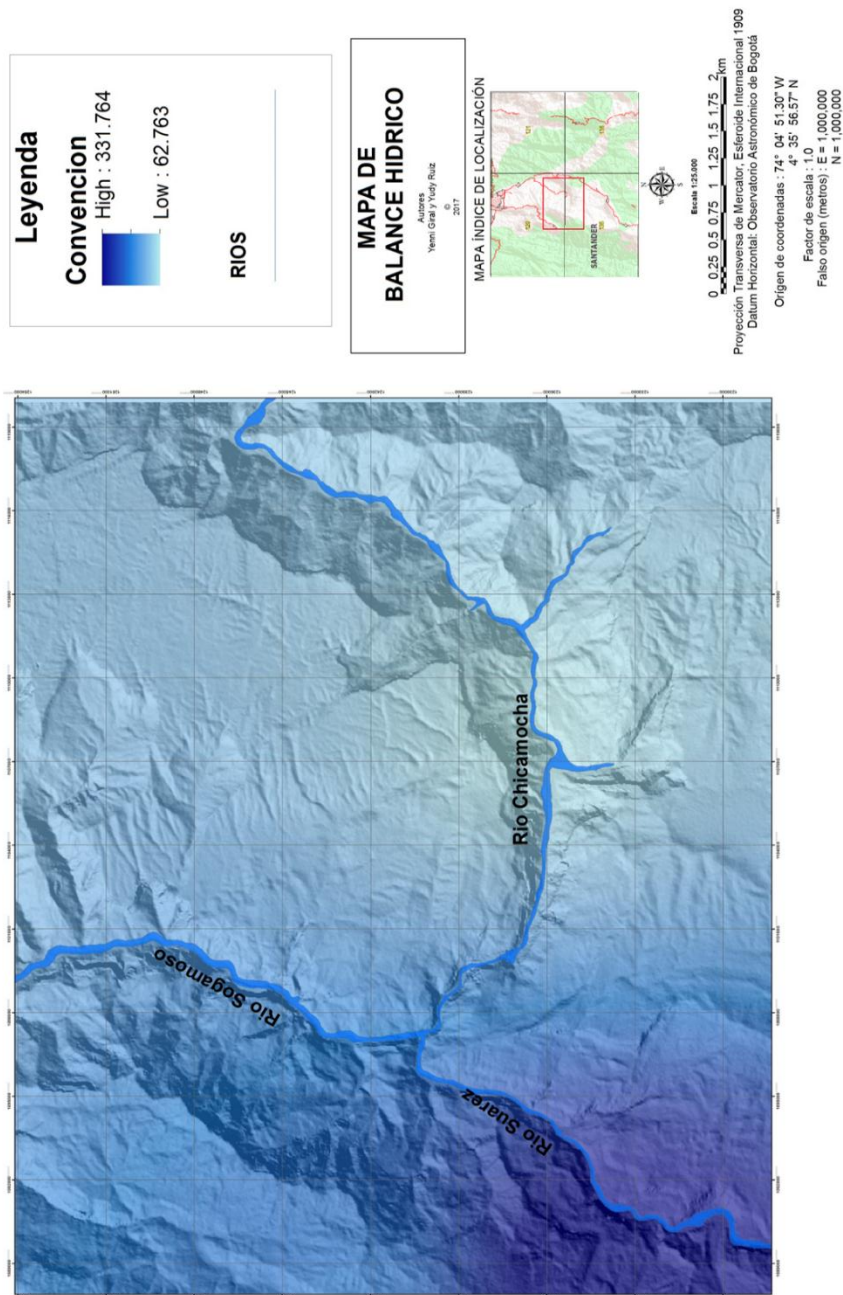 Leyenda
Convencion
High : 331.764
Low : 62.763
RIOS
MAPA DE
BALANCE HIDRICO
Autores
Yenni Giral y Yudy Ruiz
©
2017
MAPA ÍNDICE DE LOCALIZACIÓN
SANTANDER
Escala 1:25.000
0 0.25 0.5 0.75 1 1.25 1.5 1.75 2
km
Proyección Transversa de Mercator, Esferoide Internacional 1909
Datum Horizontal: Observatorio Astronómico de Bogotá
Origen de coordenadas : 74° 04' 51.30" W
4° 35' 56.57" N
Factor de escala : 1.0
Falso origen (metros) : E = 1,000,000
N = 1,000,000
Rio Sogamoso
Rio Chicamocha
Rio Suarez